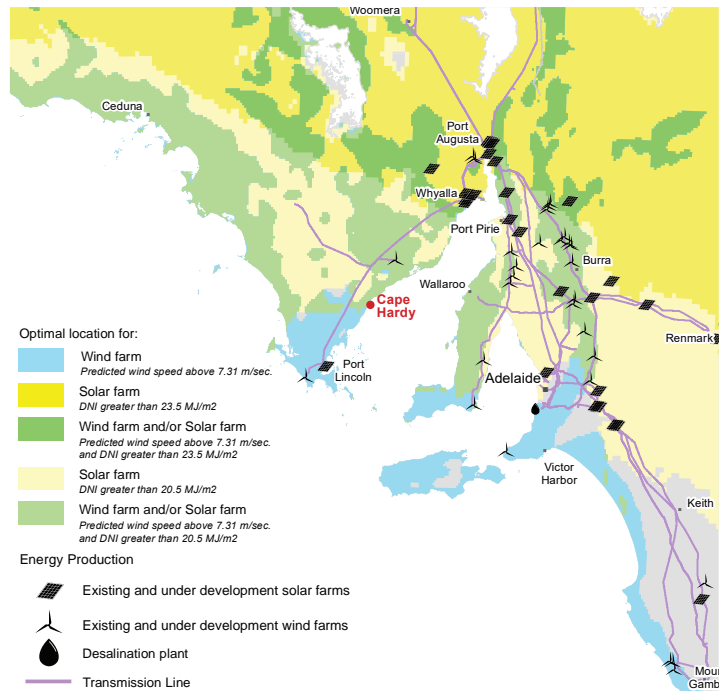 Woomera
Ceduna
Port
Augusta
Whyalla
Port Pirie
Burra
Wallaroo
Cape
Hardy
Renmark
Port
Lincoln
Adelaide
Victor
Harbor
Keith
Moun
Gamb
Optimal location for:
Wind farm
Predicted wind speed above 7.31 m/sec.
Solar farm
DNI greater than 23.5 MJ/m2
Wind farm and/or Solar farm
Predicted wind speed above 7.31 m/sec.
and DNI greater than 23.5 MJ/m2
Solar farm
DNI greater than 20.5 MJ/m2
Wind farm and/or Solar farm
Predicted wind speed above 7.31 m/sec.
and DNI greater than 20.5 MJ/m2
Energy Production
Existing and under development solar farms
Existing and under development wind farms
Desalination plant
Transmission Line